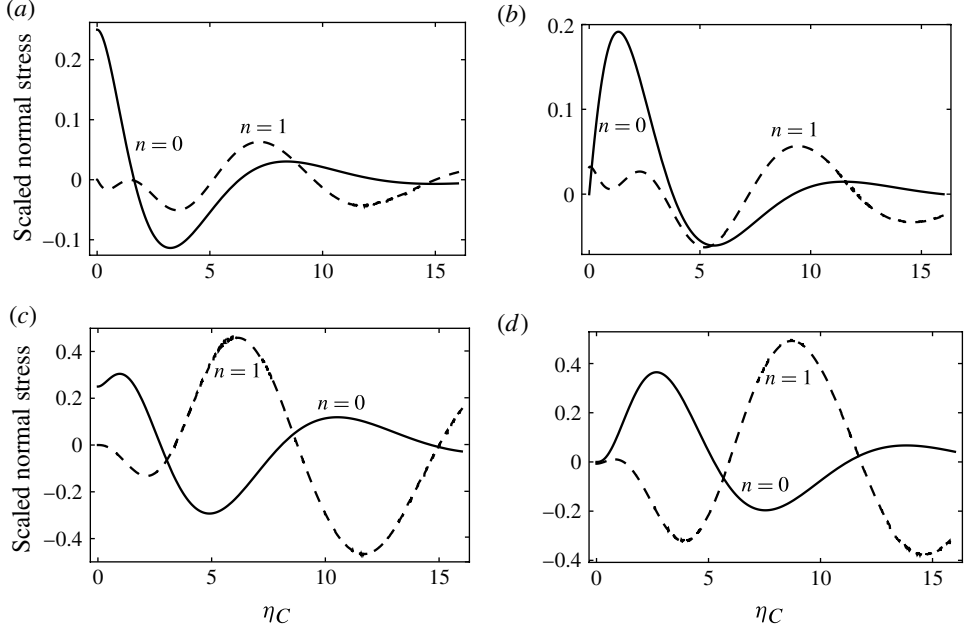 (a)
Scaled normal stress
0.2
0.1
0
−0.1
0
5
10
15
n = 0
n = 1
(b)
0.2
0.1
0
0
5
10
15
n = 0
n = 1
(c)
Scaled normal stress
0.4
0.2
0
−0.2
−0.4
0
5
10
15
n = 1
n = 0
ηC
(d)
0.4
0.2
0
−0.2
−0.4
0
5
10
15
n = 1
n = 0
ηC